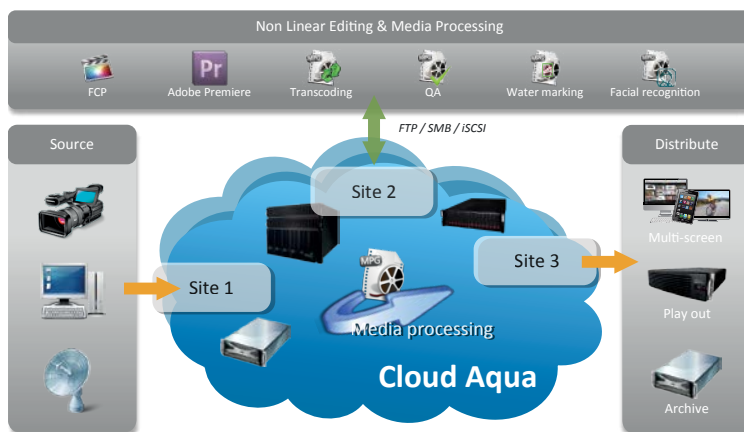 Non Linear Editing & Media Processing
Pr
FCP
Adobe Premiere
Transcoding
QA
Water marking
Facial recognition
FTP / SMB / iSCSI
Source
Distribute
Site 2
Multi-screen
Site 1
MPG
Site 3
Play out
Media processing
Cloud Aqua
Archive